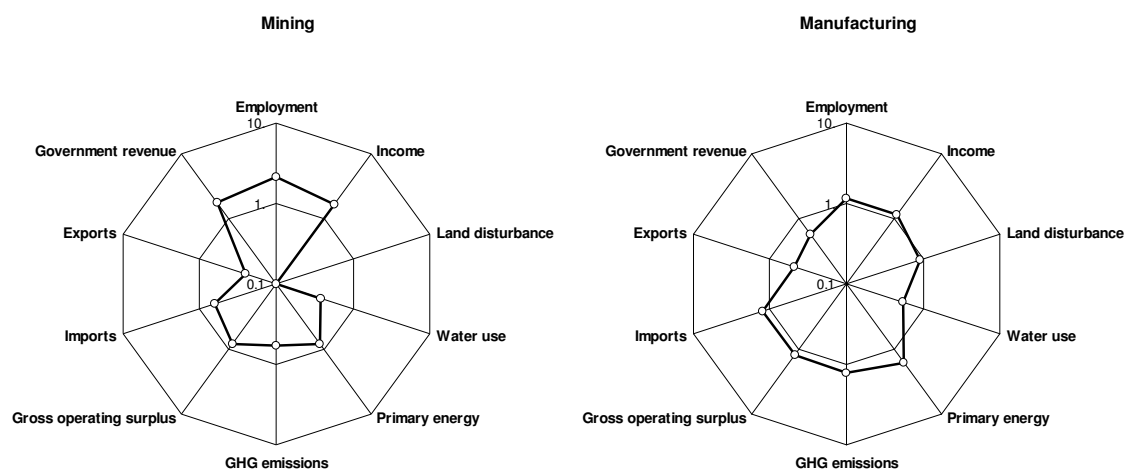 Mining
Employment
10.
Government revenue
Income
1.
Exports
Land disturbance
0.1
Imports
Water use
Gross operating surplus
Primary energy
GHG emissions
Manufacturing
Employment
10.
Government revenue
Income
1.
Exports
Land disturbance
0.1
Imports
Water use
Gross operating surplus
Primary energy
GHG emissions